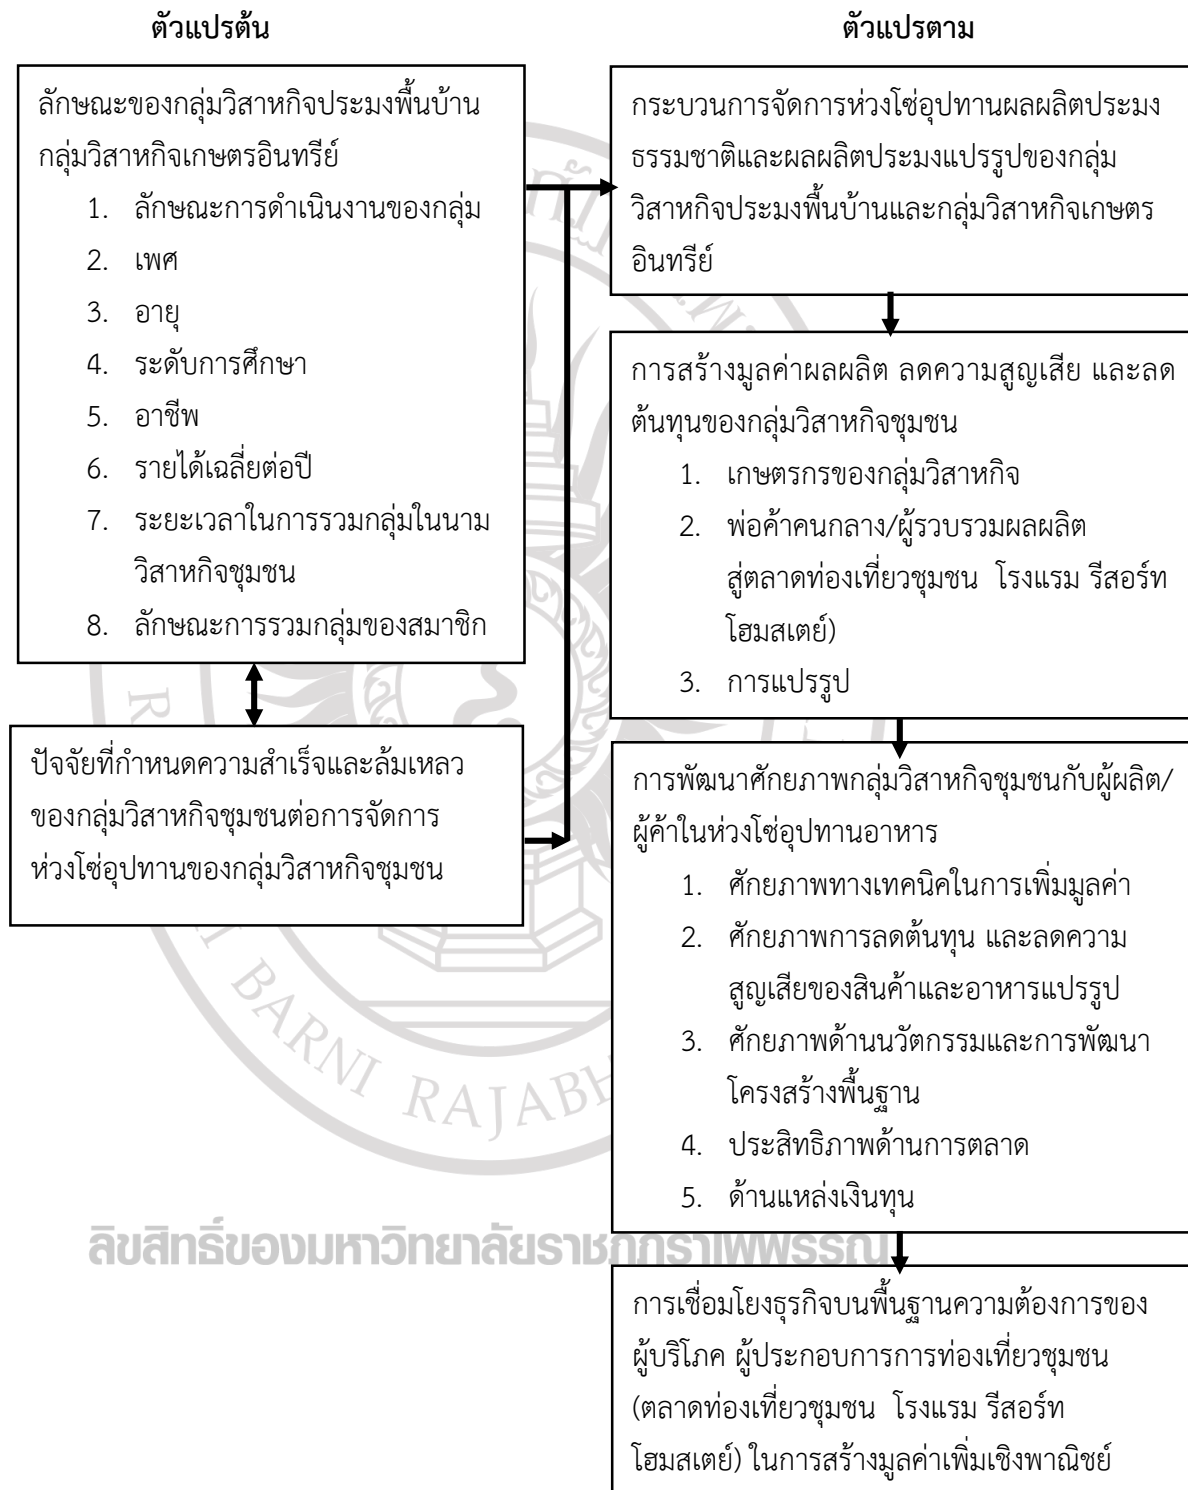 ตัวแปรต้น
ลักษณะของกลุ่มวิสาหกิจประมงพื้นบ้าน
กลุ่มวิสาหกิจเกษตรอินทรีย์
1. ลักษณะการดำเนินงานของกลุ่ม
2. เพศ
3. อายุ
4. ระดับการศึกษา
5. อาชีพ
6. รายได้เฉลี่ยต่อปี
7. ระยะเวลาในการรวมกลุ่มในนาม
วิสาหกิจชุมชน
8. ลักษณะการรวมกลุ่มของสมาชิก
ปัจจัยที่กำหนดความสำเร็จและล้มเหลว
ของกลุ่มวิสาหกิจชุมชนต่อการจัดการ
ห่วงโซ่อุปทานของกลุ่มวิสาหกิจชุมชน
ตัวแปรตาม
กระบวนการจัดการห่วงโซ่อุปทานผลผลิตประมง
ธรรมชาติและผลผลิตประมงแปรรูปของกลุ่ม
วิสาหกิจประมงพื้นบ้านและกลุ่มวิสาหกิจเกษตร
อินทรีย์
การสร้างมูลค่าผลผลิต ลดความสูญเสีย และลด
ต้นทุนของกลุ่มวิสาหกิจชุมชน
1. เกษตรกรของกลุ่มวิสาหกิจ
2. พ่อค้าคนกลาง/ผู้รวบรวมผลผลิต
สู่ตลาดท่องเที่ยวชุมชน โรงแรม รีสอร์ท
โฮมสเตย์)
3. การแปรรูป
การพัฒนาศักยภาพกลุ่มวิสาหกิจชุมชนกับผู้ผลิต/
ผู้ค้าในห่วงโซ่อุปทานอาหาร
1. ศักยภาพทางเทคนิคในการเพิ่มมูลค่า
2. ศักยภาพการลดต้นทุน และลดความ
สูญเสียของสินค้าและอาหารแปรรูป
3. ศักยภาพด้านนวัตกรรมและการพัฒนา
โครงสร้างพื้นฐาน
4. ประสิทธิภาพด้านการตลาด
5. ด้านแหล่งเงินทุน
การเชื่อมโยงธุรกิจบนพื้นฐานความต้องการของ
ผู้บริโภค ผู้ประกอบการการท่องเที่ยวชุมชน
(ตลาดท่องเที่ยวชุมชน โรงแรม รีสอร์ท
โฮมสเตย์) ในการสร้างมูลค่าเพิ่มเชิงพาณิชย์
BARNI RAJABH
ลิขสิทธิ์ของมหาวิทยาลัยราชภัฏรำไพพรรณี